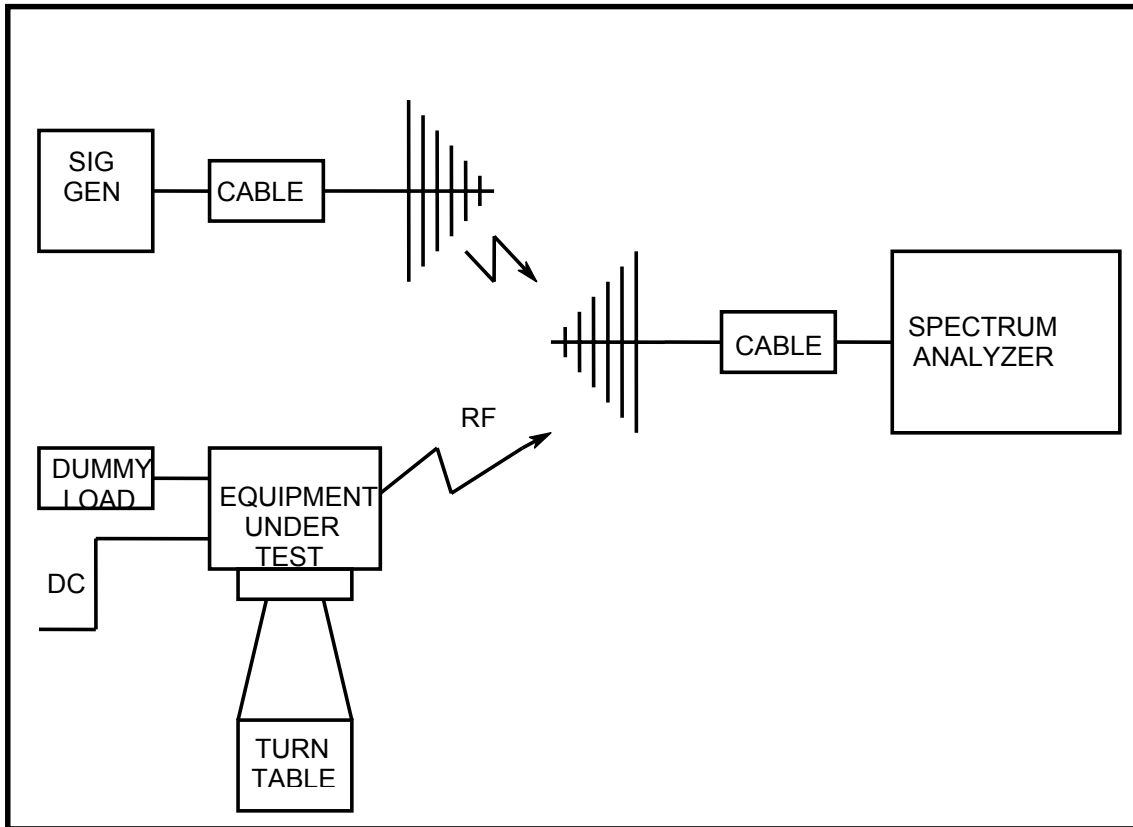 SIG
GEN
CABLE
CABLE
SPECTRUM
ANALYZER
RF
DUMMY
LOAD
EQUIPMENT
UNDER
TEST
DC
TURN
TABLE